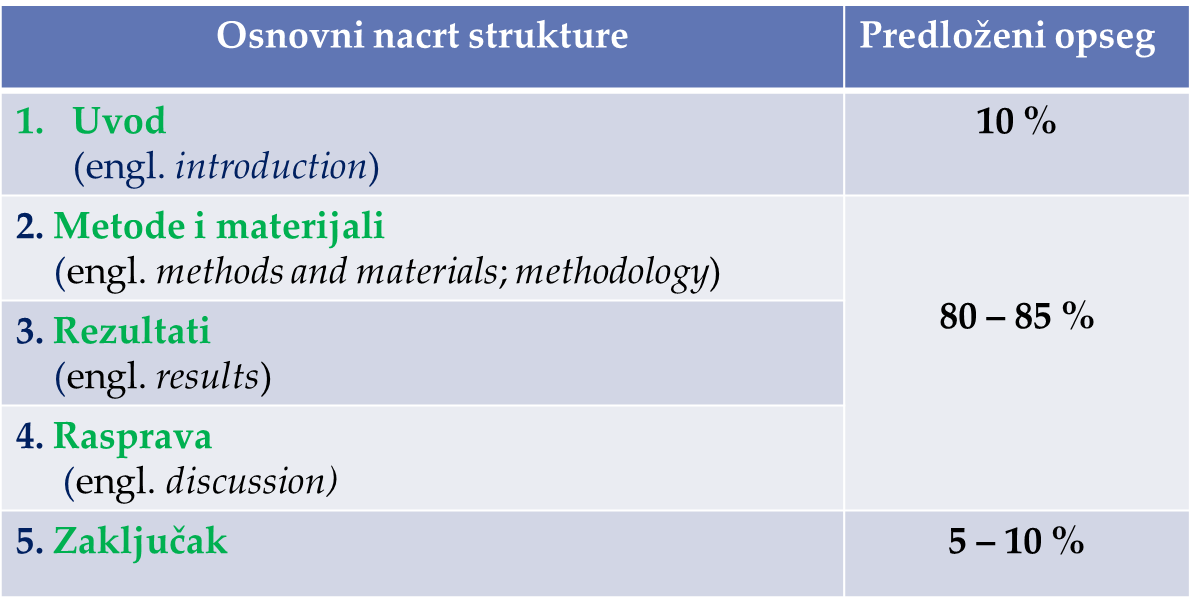 Osnovni nacrt strukture
Predloženi opseg
1. Uvod
(engl. introduction)
10 %
2. Metode i materijali
(engl. methods and materials; methodology)
3. Rezultati
(engl. results)
80 – 85 %
4. Rasprava
(engl. discussion)
5. Zaključak
5 – 10 %